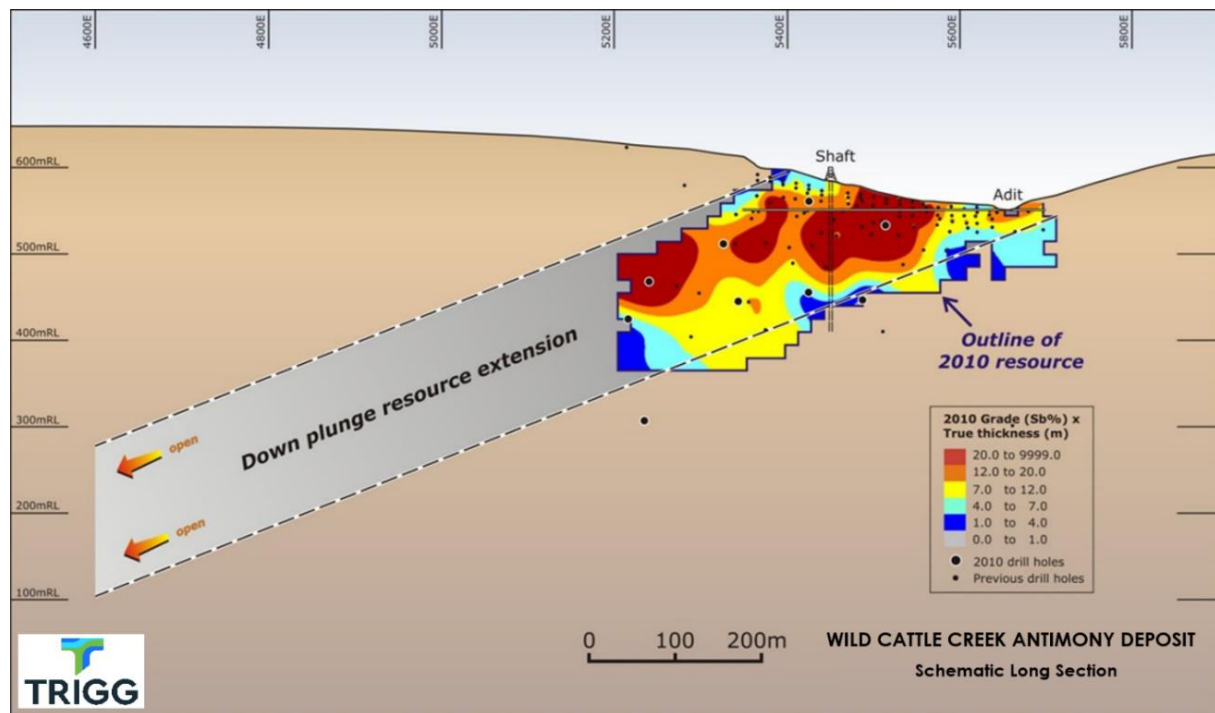 4600E
4800E
5000E
5200E
5400E
5600E
5800E
600mRL
500mRL
400mRL
300mRL
200mRL
100mRL
Shaft
Adit
Down plunge resource extension
open
open
Outline of
2010 resource
2010 Grade (Sb%) x
True thickness (m)
20.0 to 9999.0
12.0 to 20.0
7.0 to 12.0
4.0 to 7.0
1.0 to 4.0
0.0 to 1.0
2010 drill holes
Previous drill holes
0 100 200m
WILD CATTLE CREEK ANTIMONY DEPOSIT
Schematic Long Section
TRIGG